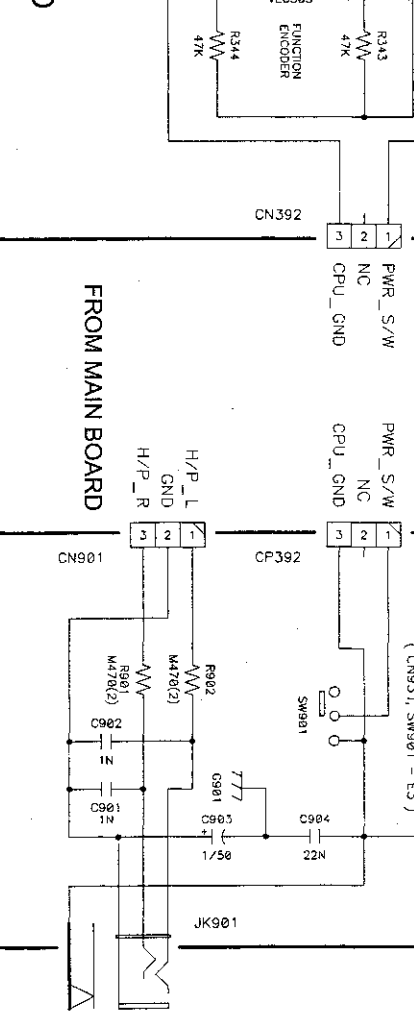 R344
47K
FUNCTION
ENCODER
R343
47K
CN392
3 2 1
CPU_GND
NC
PWR_S/W
FROM MAIN BOARD
H/P_R
GND
H/P_L
CPU_GND
NC
PWR_S/W
3 2 1
3 2 1
CN901
CP392
R901
M470(2)
R902
M470(2)
SW901
C902
1N
C901
1N
C901
C903
+
1/50
C904
22N
JK901